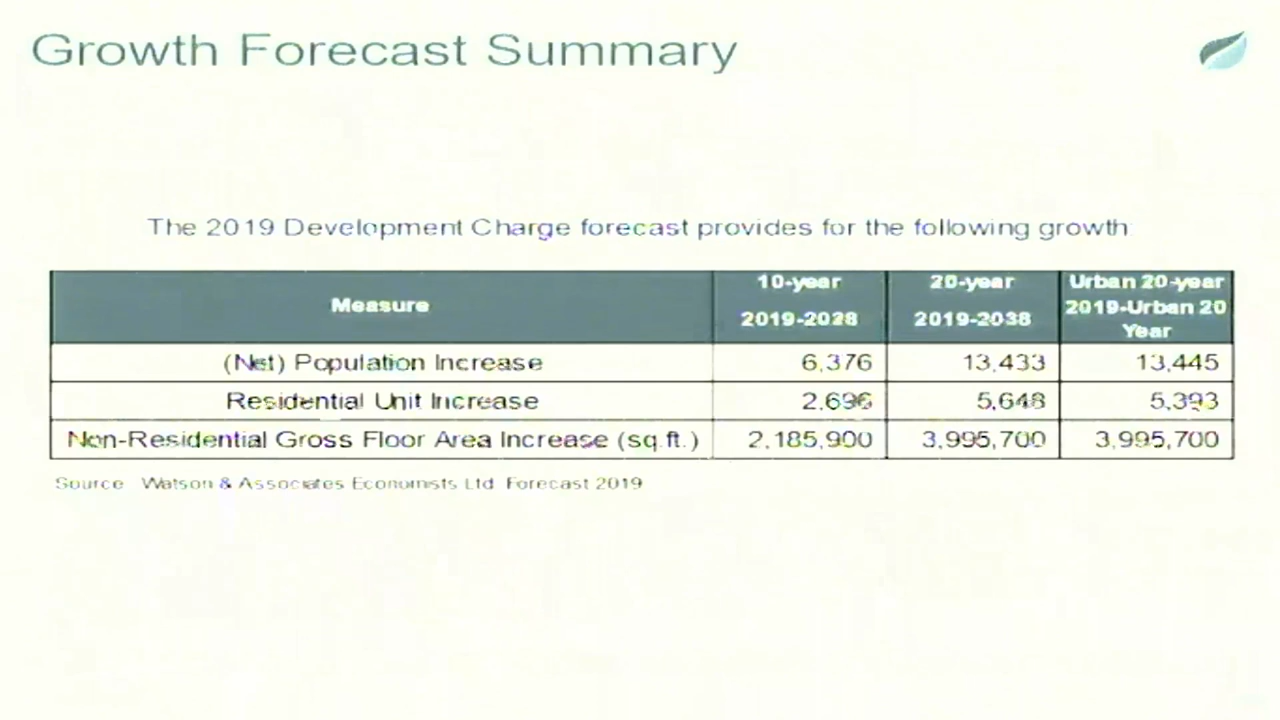 Growth Forecast Summary
The 2019 Development Charge forecast provides for the following growth
Measure 10-year 2019-2028 20-year 2019-2038 Urban 20-year 2019-Urban 20 Year
(Net) Population Increase 6,376 13,433 13,445
Residential Unit Increase 2,696 5,648 5,393
Non-Residential Gross Floor Area Increase (sq.ft.) 2,185,900 3,995,700 3,995,700
Source Watson & Associates Economists Ltd Forecast 2019